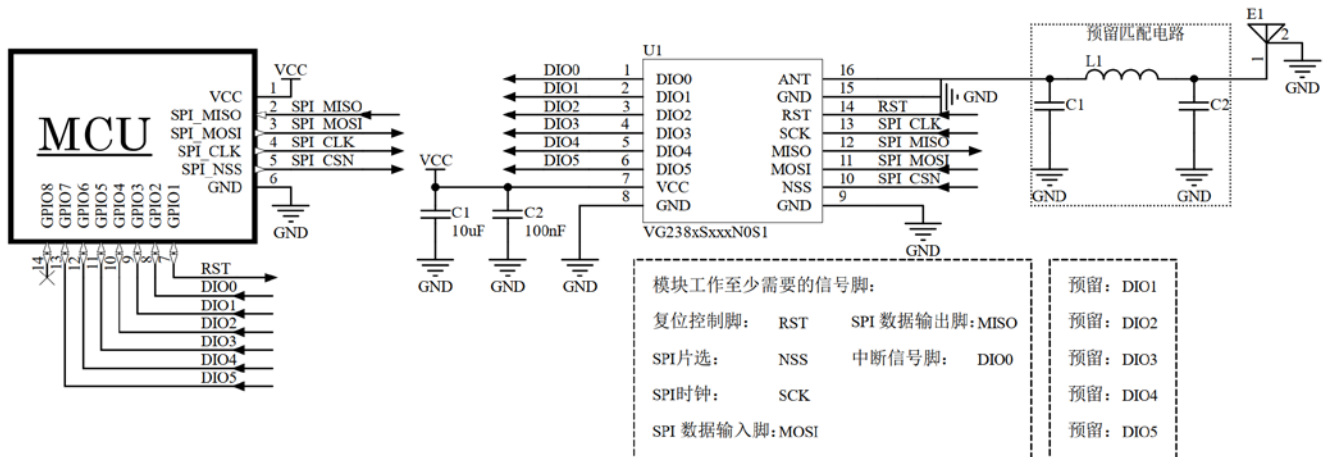 MCU
VCC
VCC
1
SPI_MISO
2
SPI_MISO
SPI_MOSI
3
SPI_MOSI
SPI_CLK
4
SPI_CLK
SPI_NSS
5
SPI_CSN
GND
6
GND
GPIO8
GPIO7
GPIO6
GPIO5
GPIO4
GPIO3
GPIO2
GPIO1
14
13
12
11
10
9
8
7
RST
DIO0
DIO1
DIO2
DIO3
DIO4
DIO5
VCC
C1
10uF
C2
100nF
GND
GND
GND
U1
DIO0 1 DIO0
DIO1 2 DIO1
DIO2 3 DIO2
DIO3 4 DIO3
DIO4 5 DIO4
DIO5 6 DIO5
7 VCC
8 GND
ANT 16
GND 15
RST 14 RST
SCK 13 SPI_CLK
MISO 12 SPI_MISO
MOSI 11 SPI_MOSI
NSS 10 SPI_CSN
GND 9
VG238xSxxxN0S1
GND
GND
预留匹配电路
L1
C1
C2
GND
GND
E1
2
1
GND
模块工作至少需要的信号脚：
复位控制脚： RST SPI 数据输出脚：MISO
SPI片选： NSS 中断信号脚： DIO0
SPI时钟： SCK
SPI 数据输入脚：MOSI
预留：DIO1
预留：DIO2
预留：DIO3
预留：DIO4
预留：DIO5